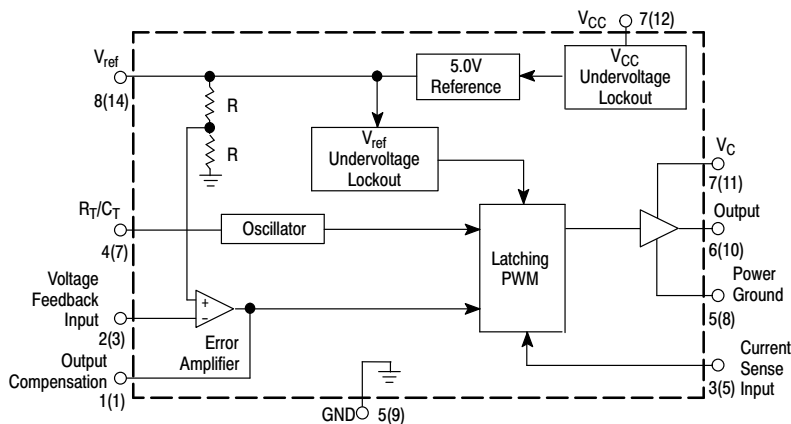 VCC 7(12)
Vref
8(14)
R
R
5.0V
Reference
VCC
Undervoltage
Lockout
Vref
Undervoltage
Lockout
VC
7(11)
RT/CT
4(7)
Oscillator
Latching
PWM
Output
6(10)
Voltage
Feedback
Input
2(3)
+
–
Error
Amplifier
Power
Ground
5(8)
Output
Compensation
1(1)
GND 5(9)
Current
Sense
Input
3(5)